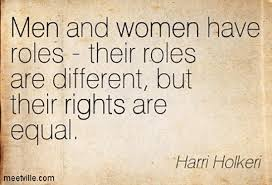 Men and women have
roles - their roles
are different, but
their rights are
equal.
Harri Holkeri
meetville.com